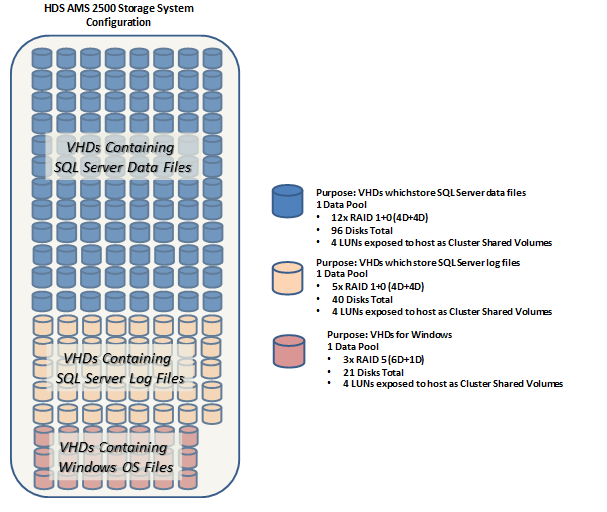 HDS AMS 2500 Storage System
Configuration
VHDs Containing
SQL Server Data Files
VHDs Containing
SQL Server Log Files
VHDs Containing
Windows OS Files
Purpose: VHDs which store SQL Server data files
1 Data Pool
• 12x RAID 1+0 (4D+4D)
• 96 Disks Total
• 4 LUNs exposed to host as Cluster Shared Volumes
Purpose: VHDs which store SQL Server log files
1 Data Pool
• 5x RAID 1+0 (4D+4D)
• 40 Disks Total
• 4 LUNs exposed to host as Cluster Shared Volumes
Purpose: VHDs for Windows
1 Data Pool
• 3x RAID 5 (6D+1D)
• 21 Disks Total
• 4 LUNs exposed to host as Cluster Shared Volumes